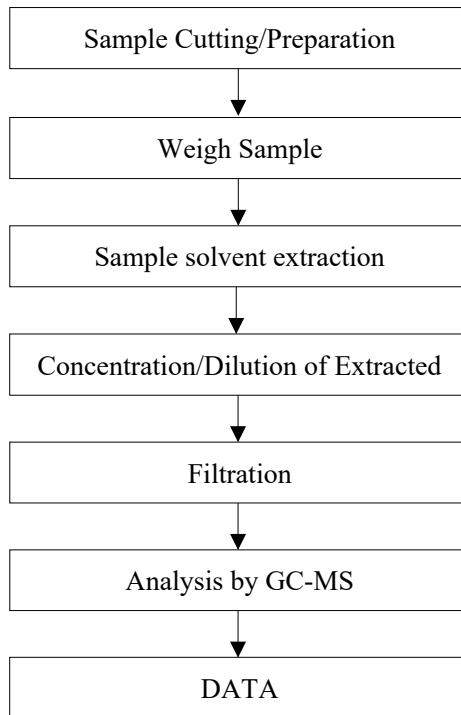 Sample Cutting/Preparation
Weigh Sample
Sample solvent extraction
Concentration/Dilution of Extracted
Filtration
Analysis by GC-MS
DATA